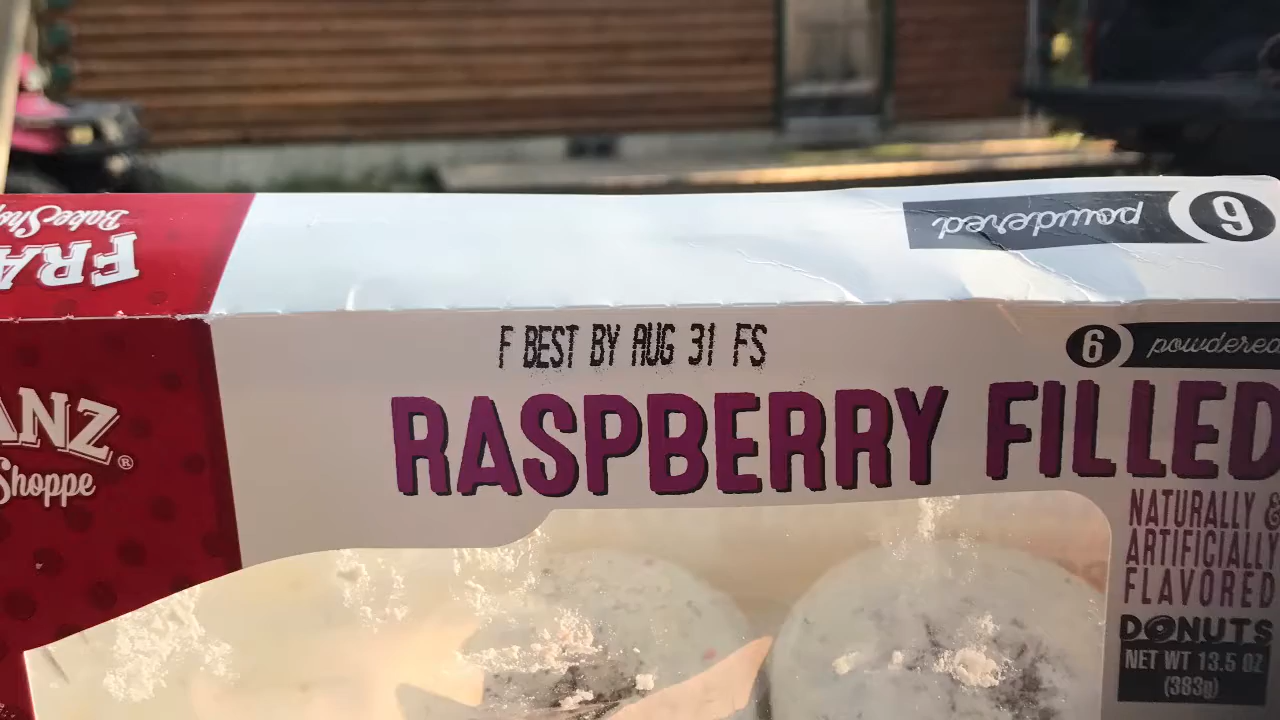 Bake Sho
FRA
powdered
6
F BEST BY AUG 31 FS
6 powdered
RASPBERRY FILLED
ANZ®
Shoppe
NATURALLY &
ARTIFICIALLY
FLAVORED
DONUTS
NET WT 13.5 OZ
(383g)